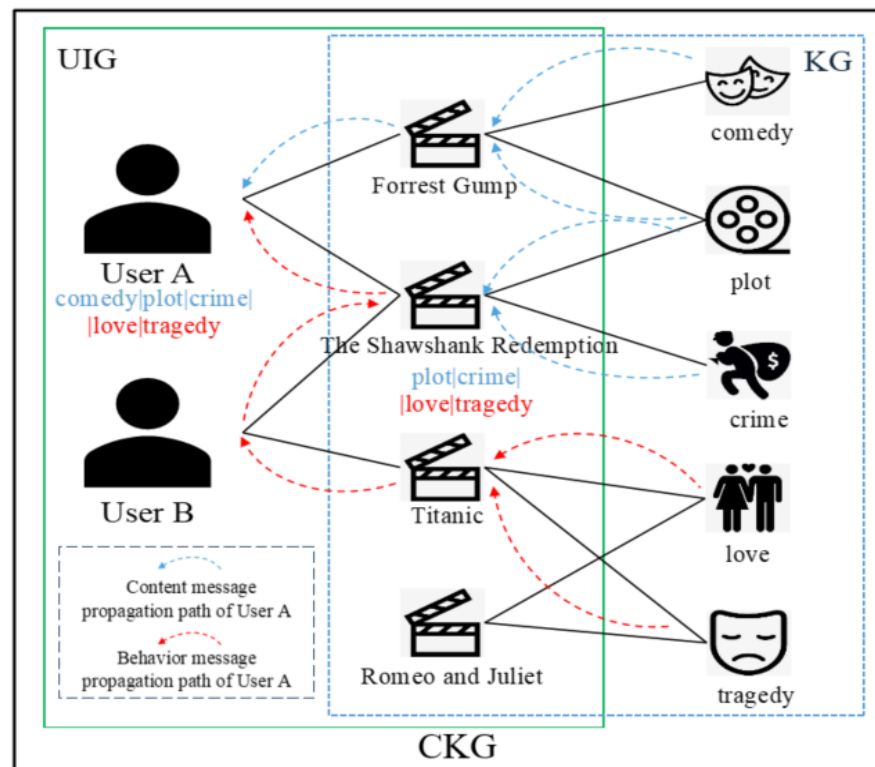 UIG
KG
comedy
Forrest Gump
User A
comedy|plot|crime|
|love|tragedy
plot
The Shawshank Redemption
plot|crime|
|love|tragedy
$
crime
User B
Titanic
love
Content message
propagation path of User A
Behavior message
propagation path of User A
Romeo and Juliet
tragedy
CKG